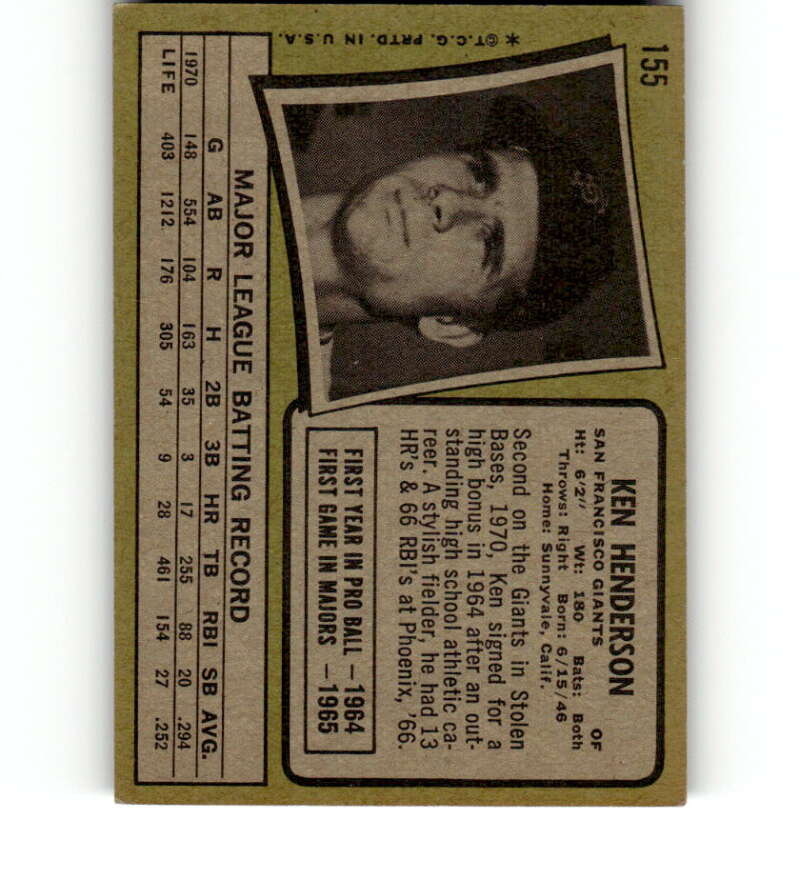 155
*©T.C.G. PRTD. IN U.S.A.
KEN HENDERSON
SAN FRANCISCO GIANTS OF
Ht: 6'2" Wt: 180 Bats: Both
Throws: Right Born: 6/15/46
Home: Sunnyvale, Calif.
Second on the Giants in Stolen
Bases, 1970, Ken signed for a
high bonus in 1964 after an out-
standing high school athletic ca-
reer. A stylish fielder, he had 13
HR's & 66 RBI's at Phoenix, '66.
FIRST YEAR IN PRO BALL —1964
FIRST GAME IN MAJORS —1965
MAJOR LEAGUE BATTING RECORD
G AB R H 2B 3B HR TB RBI SB AVG.
1970 148 554 104 163 35 3 17 255 88 20 .294
LIFE 403 1212 176 305 54 9 28 461 154 27 .252